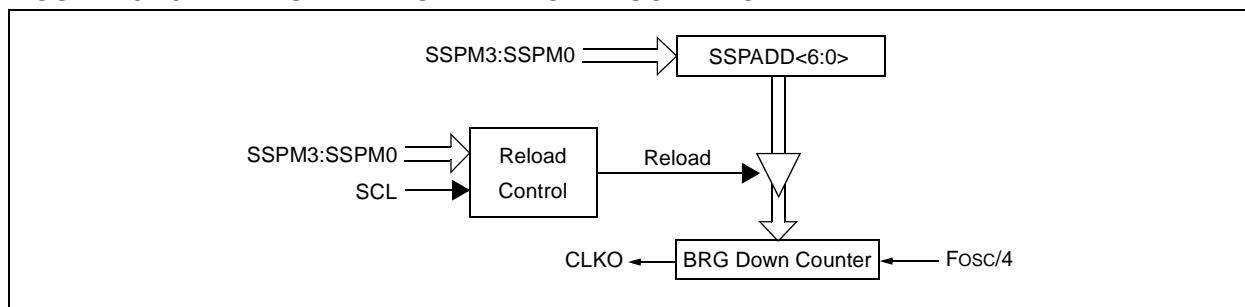 SSPM3:SSPM0
SSPADD<6:0>
SSPM3:SSPM0
SCL
Reload
Control
Reload
CLKO
BRG Down Counter
FOSC/4